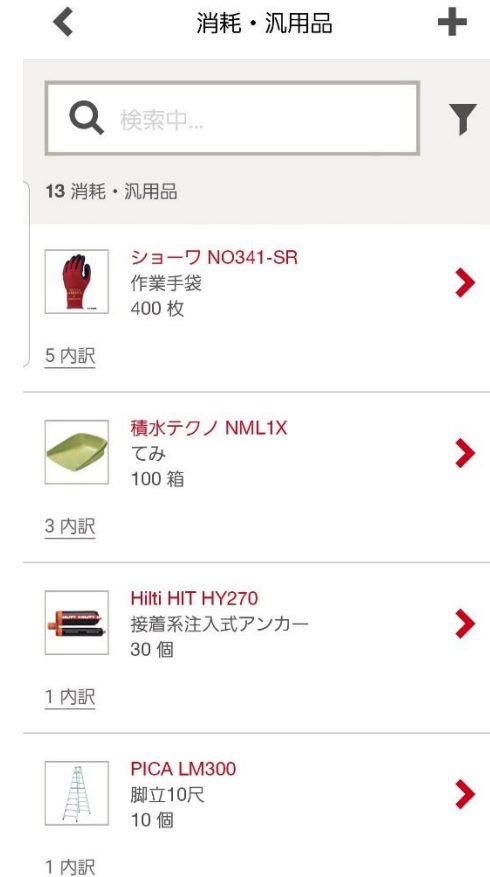 消耗・汎用品
検索中...
13 消耗・汎用品
ショーワ NO341-SR
作業手袋
400 枚
5 内訳
積水テクノ NML1X
てみ
100 箱
3 内訳
Hilti HIT HY270
接着系注入式アンカー
30 個
1 内訳
PICA LM300
脚立10尺
10 個
1 内訳